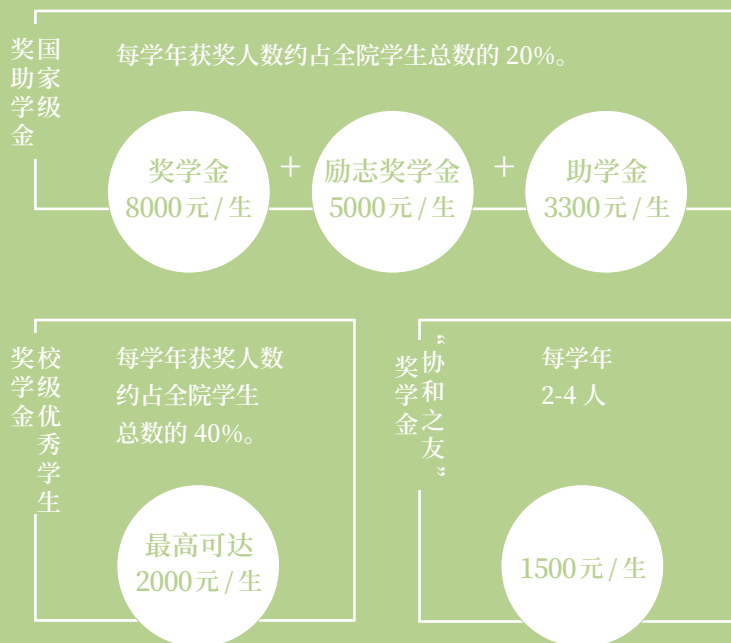 国家级
奖助学金
每学年获奖人数约占全院学生总数的 20%。
奖学金
8000元/生
+
励志奖学金
5000元/生
+
助学金
3300元/生
校级优秀学生
奖学金
每学年获奖人数
约占全院学生
总数的 40%。
最高可达
2000元/生
“协和之友”
奖学金
每学年
2-4 人
1500元/生